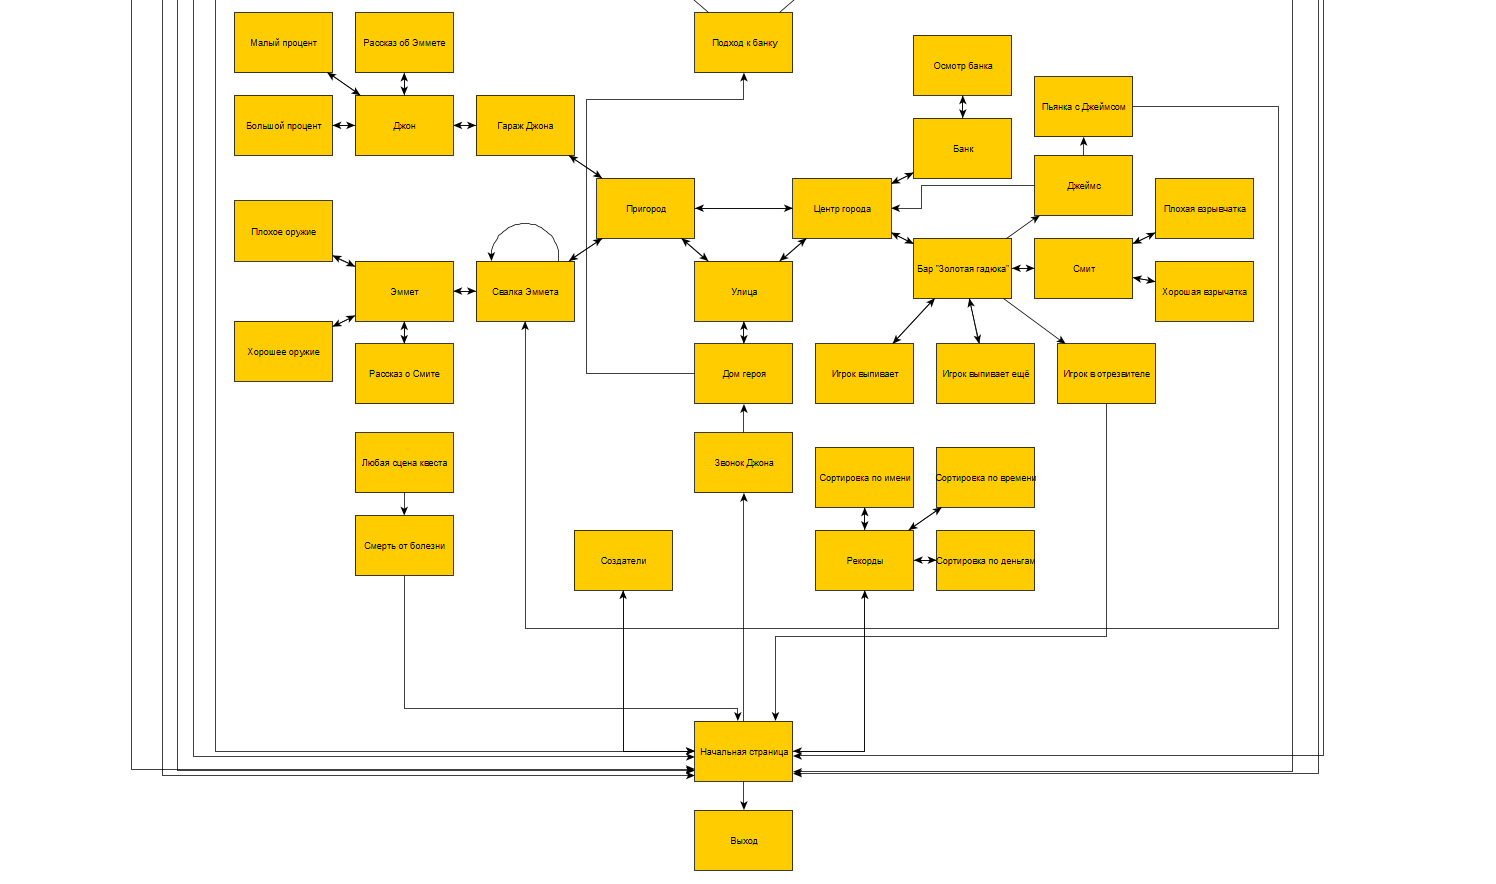 Малый процент
Рассказ об Эммете
Подход к банку
Осмотр банка
Пьянка с Джеймсом
Большой процент
Джон
Гараж Джона
Банк
Джеймс
Пригород
Центр города
Плохая взрывчатка
Плохое оружие
Бар "Золотая гадюка"
Смит
Эммет
Свалка Эммета
Улица
Хорошая взрычатка
Хорошее оружие
Рассказ о Смите
Дом героя
Игрок выпивает
Игрок выпивает ещё
Игрок в отрезвителе
Любая сцена квеста
Звонок Джона
Сортировка по имени
Сортировка по времени
Смерть от болезни
Создатели
Рекорды
Сортировка по деньгам
Начальная страница
Выход